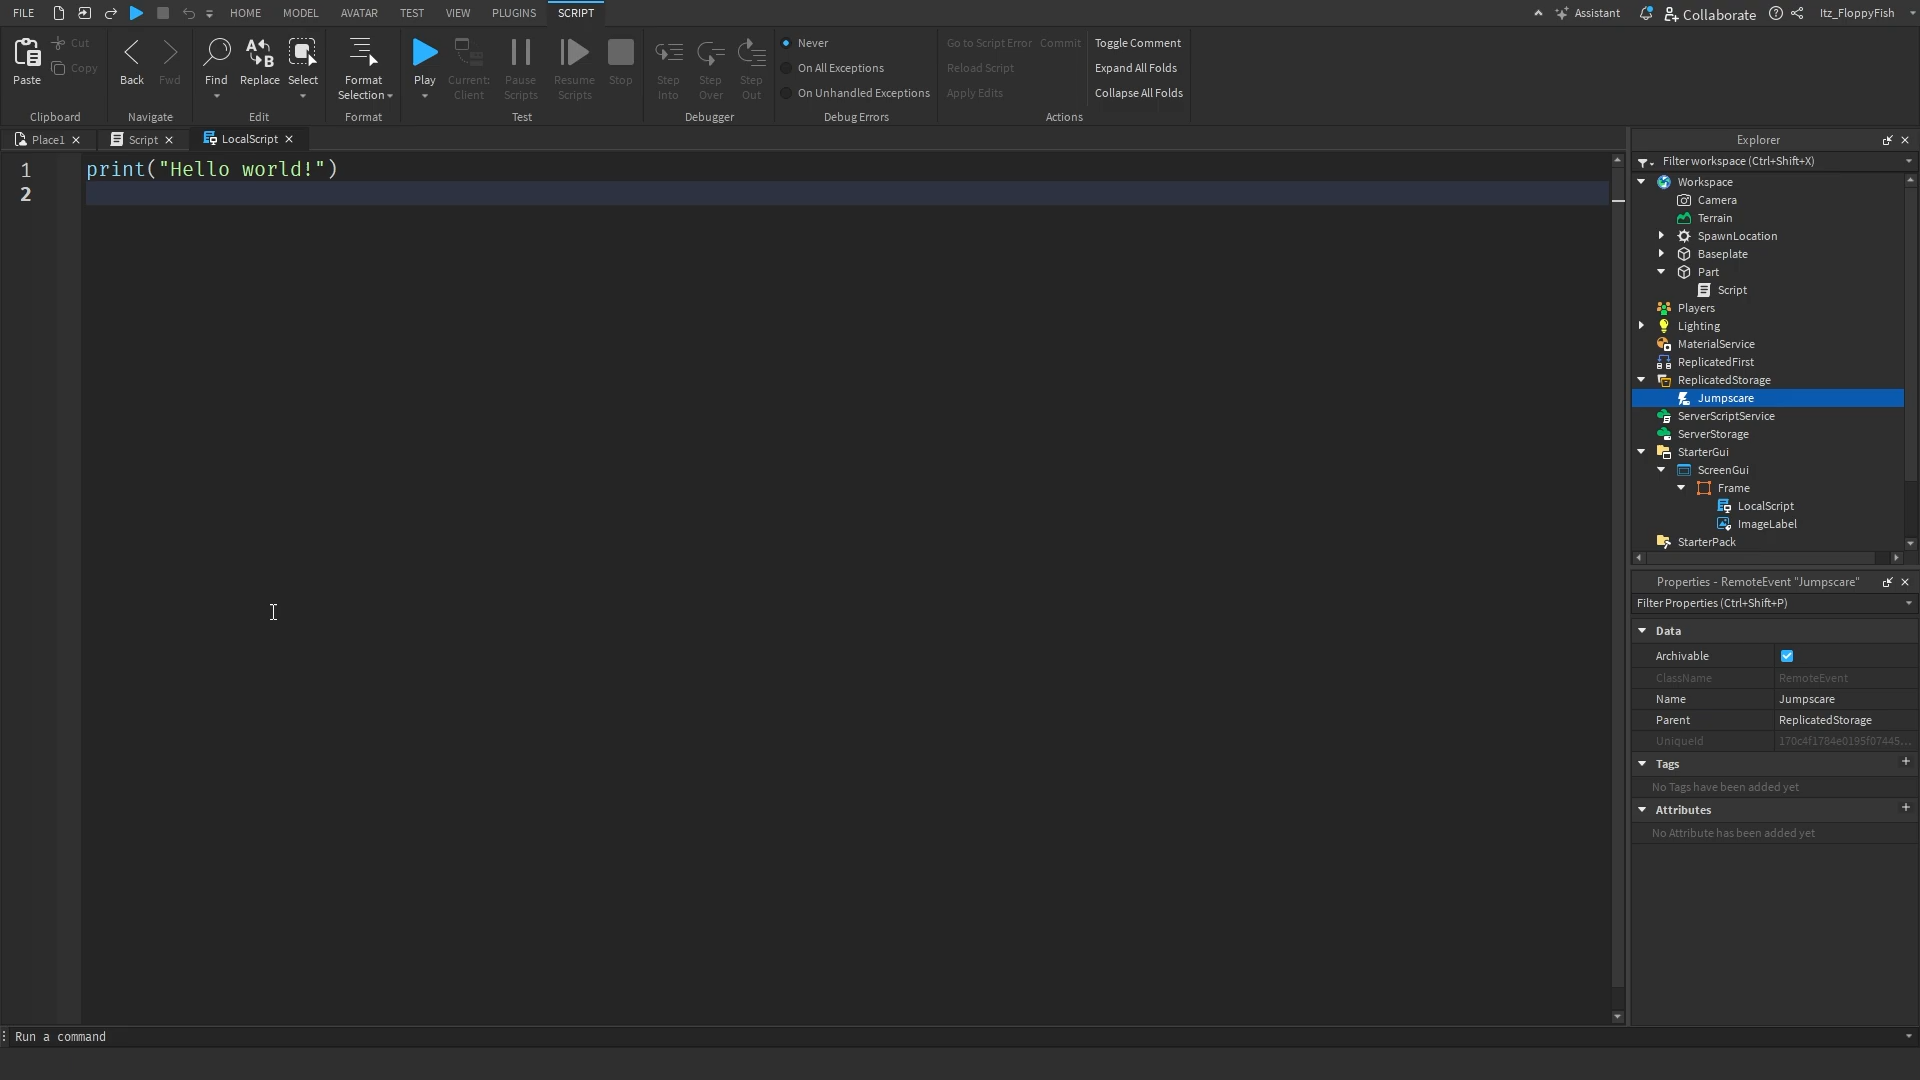 FILE HOME MODEL AVATAR TEST VIEW PLUGINS SCRIPT Assistant Collaborate Itz_FloppyFish
Paste Cut Copy
Clipboard
Back Fwd
Navigate
Find Replace Select
Edit
Format Selection
Format
Play Current: Client Pause Scripts Resume Scripts Stop
Test
Step Into Step Over Step Out
Debugger
Never
On All Exceptions
On Unhandled Exceptions
Debug Errors
Go to Script Error Commit Toggle Comment
Reload Script Expand All Folds
Apply Edits Collapse All Folds
Actions
Place1 Script LocalScript
1 print("Hello world!")
2
Explorer
Filter workspace (Ctrl+Shift+X)
Workspace
Camera
Terrain
SpawnLocation
Baseplate
Part
Script
Players
Lighting
MaterialService
ReplicatedFirst
ReplicatedStorage
Jumpscare
ServerScriptService
ServerStorage
StarterGui
ScreenGui
Frame
LocalScript
ImageLabel
StarterPack
Properties - RemoteEvent "Jumpscare"
Filter Properties (Ctrl+Shift+P)
Data
Archivable
ClassName RemoteEvent
Name Jumpscare
Parent ReplicatedStorage
UniqueId 170c4f1784e0195f07445...
Tags
No Tags have been added yet
Attributes
No Attribute has been added yet
Run a command